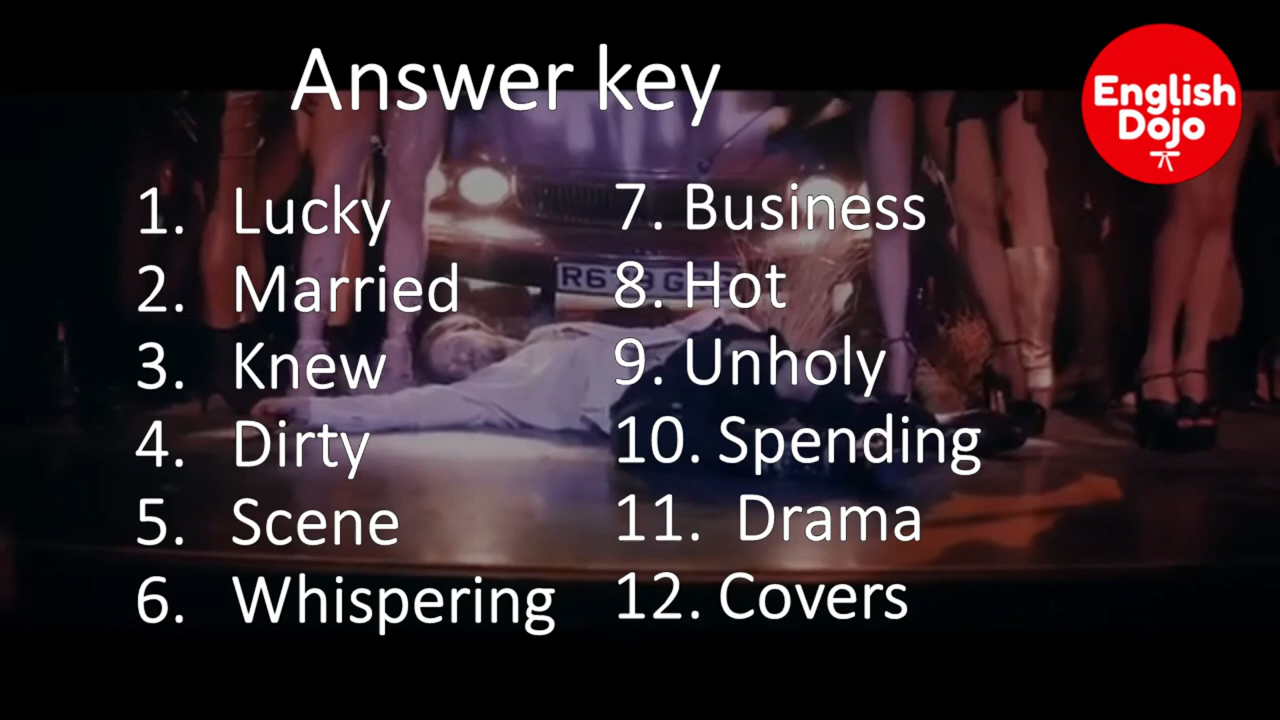 Answer key
English
Dojo
1. Lucky
2. Married
3. Knew
4. Dirty
5. Scene
6. Whispering
7. Business
8. Hot
9. Unholy
10. Spending
11. Drama
12. Covers